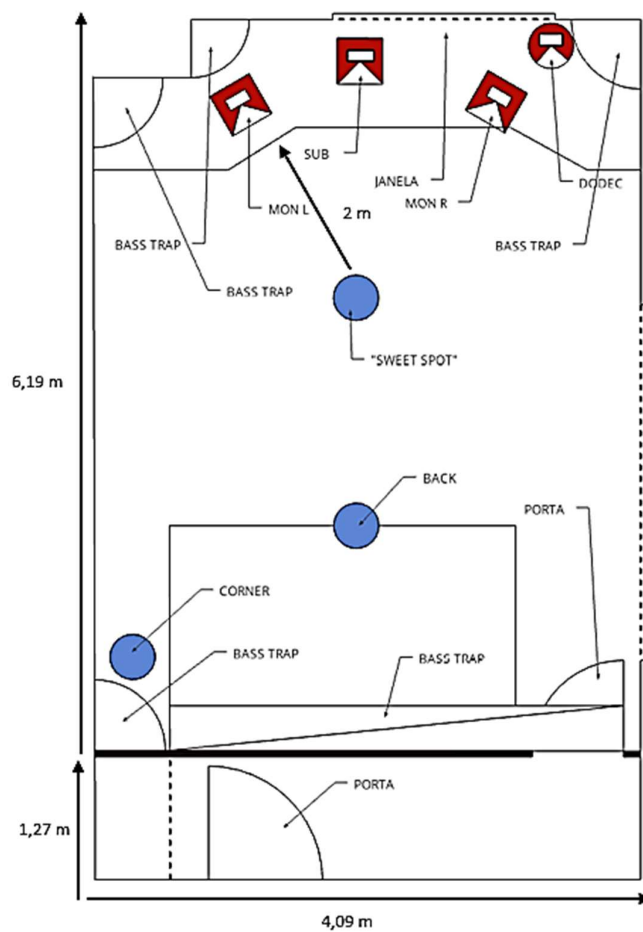 SUB
JANELA
DODEC
MON L
MON R
2 m
BASS TRAP
BASS TRAP
BASS TRAP
"SWEET SPOT"
6,19 m
BACK
PORTA
CORNER
BASS TRAP
BASS TRAP
PORTA
1,27 m
4,09 m